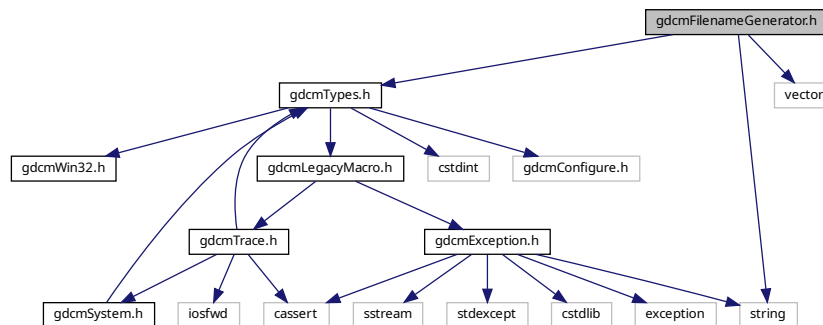 gdcmFilenameGenerator.h
gdcmTypes.h
vector
gdcmWin32.h
gdcmLegacyMacro.h
cstdint
gdcmConfigure.h
gdcmTrace.h
gdcmException.h
gdcmSystem.h
iosfwd
cassert
sstream
stdexcept
cstdlib
exception
string